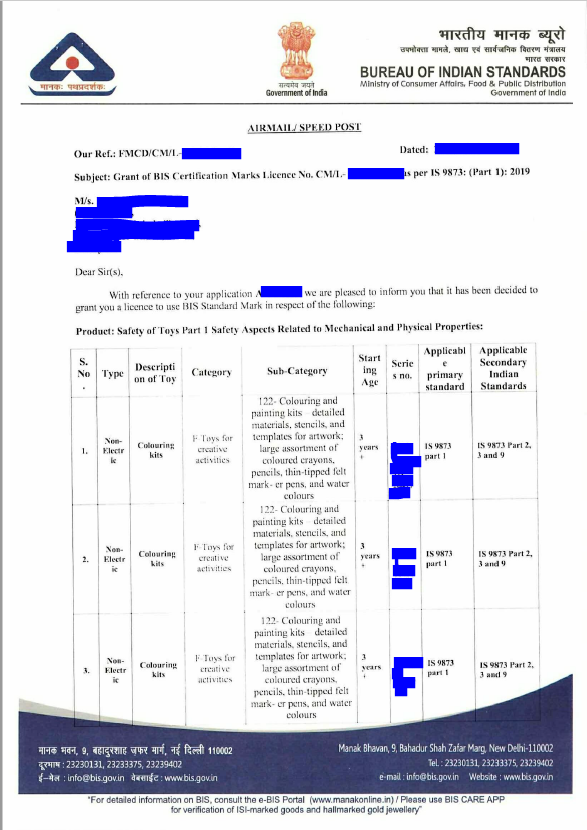 मानकः पथप्रदर्शकः
सत्यमेव जयते
Government of India
भारतीय मानक ब्यूरो
उपभोक्ता मामले, खाद्य एवं सार्वजनिक वितरण मंत्रालय
भारत सरकार
BUREAU OF INDIAN STANDARDS
Ministry of Consumer Affairs, Food & Public Distribution
Government of India
AIRMAIL/ SPEED POST
Our Ref.: FMCD/CM/L-
Dated:
Subject: Grant of BIS Certification Marks Licence No. CM/L- as per IS 9873: (Part 1): 2019
M/s.
Dear Sir(s),
With reference to your application A we are pleased to inform you that it has been decided to
grant you a licence to use BIS Standard Mark in respect of the following:
Product: Safety of Toys Part 1 Safety Aspects Related to Mechanical and Physical Properties:
S. No. Type Descripti on of Toy Category Sub-Category Start ing Age Serie s no. Applicabl e primary standard Applicable Secondary Indian Standards
1. Non-Electr ic Colouring kits F-Toys for creative activities 122- Colouring and painting kits – detailed materials, stencils, and templates for artwork; large assortment of coloured crayons, pencils, thin-tipped felt mark- er pens, and water colours 3 years + IS 9873 part 1 IS 9873 Part 2, 3 and 9
2. Non-Electr ic Colouring kits F-Toys for creative activities 122- Colouring and painting kits – detailed materials, stencils, and templates for artwork; large assortment of coloured crayons, pencils, thin-tipped felt mark- er pens, and water colours 3 years + IS 9873 part 1 IS 9873 Part 2, 3 and 9
3. Non-Electr ic Colouring kits F-Toys for creative activities 122- Colouring and painting kits – detailed materials, stencils, and templates for artwork; large assortment of coloured crayons, pencils, thin-tipped felt mark- er pens, and water colours 3 years + IS 9873 part 1 IS 9873 Part 2, 3 and 9
मानक भवन, 9, बहादुरशाह ज़फर मार्ग, नई दिल्ली 110002
दूरभाष : 23230131, 23233375, 23239402
ई–मेल : info@bis.gov.in वेबसाईट : www.bis.gov.in
Manak Bhavan, 9, Bahadur Shah Zafar Marg, New Delhi-110002
Tel. : 23230131, 23233375, 23239402
e-mail : info@bis.gov.in Website : www.bis.gov.in
"For detailed information on BIS, consult the e-BIS Portal (www.manakonline.in) / Please use BIS CARE APP
for verification of ISI-marked goods and hallmarked gold jewellery"